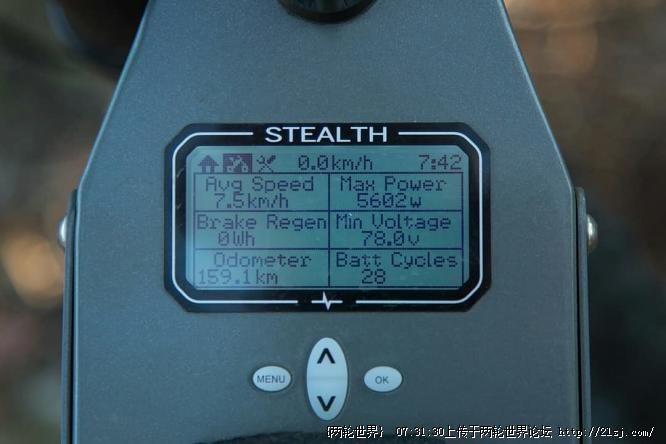 STEALTH
0.0km/h 7:42
Avg Speed Max Power
7.5km/h 5602w
Brake Regen Min Voltage
0Wh 78.0v
Odometer Batt Cycles
159.1km 28
MENU OK
【两轮世界】 07:31:30上传于两轮世界论坛 http://21sj.com/